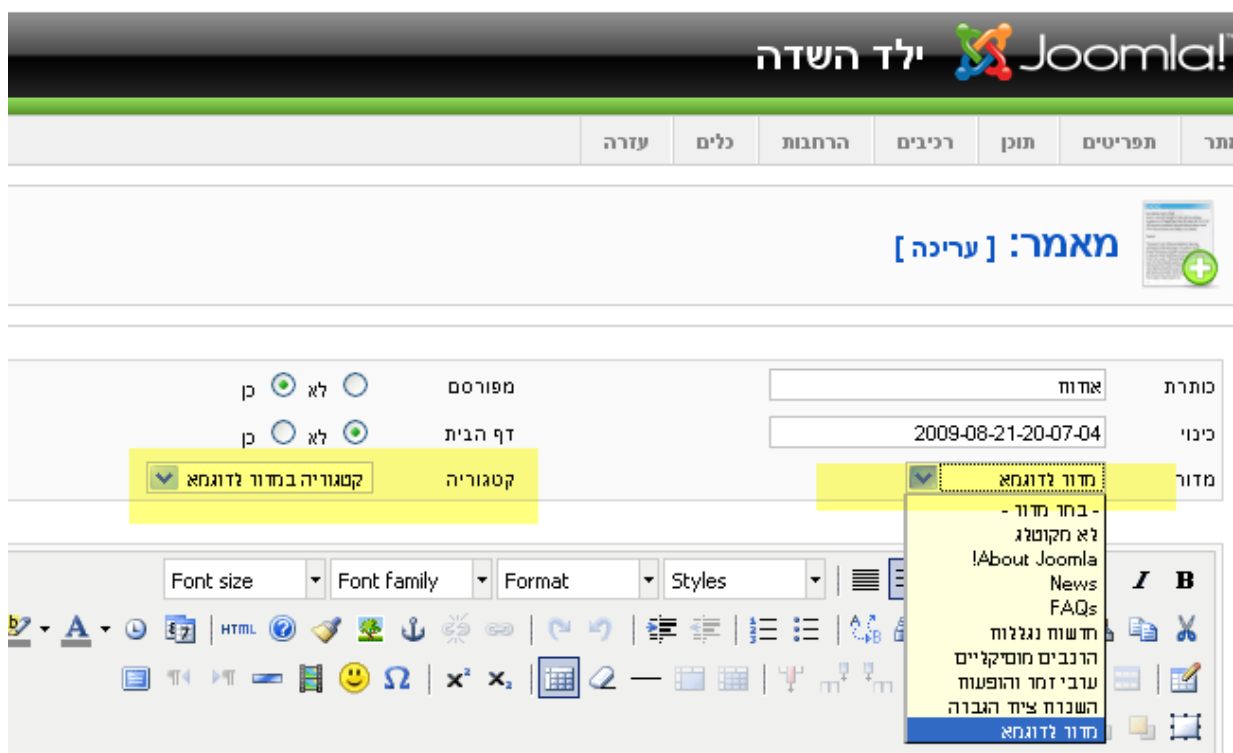 Joomla! ילד השדה
תפריטים תוכן רכיבים הרחבות כלים עזרה
מאמר: [ עריכה ]
כותרת אודות מפורסם לא כן
כינוי 2009-08-21-20-07-04 דף הבית לא כן
מדור מדור לדוגמא קטגוריה קטגוריה במדור לדוגמא
- בחר מדור -
לא מקוטלג
About Joomla!
News
FAQs
חדשות נגללות
הרכבים מוסיקליים
ערבי זמר והופעות
השכרת ציוד הגברה
מדור לדוגמא
B I Styles Format Font family Font size
HTML